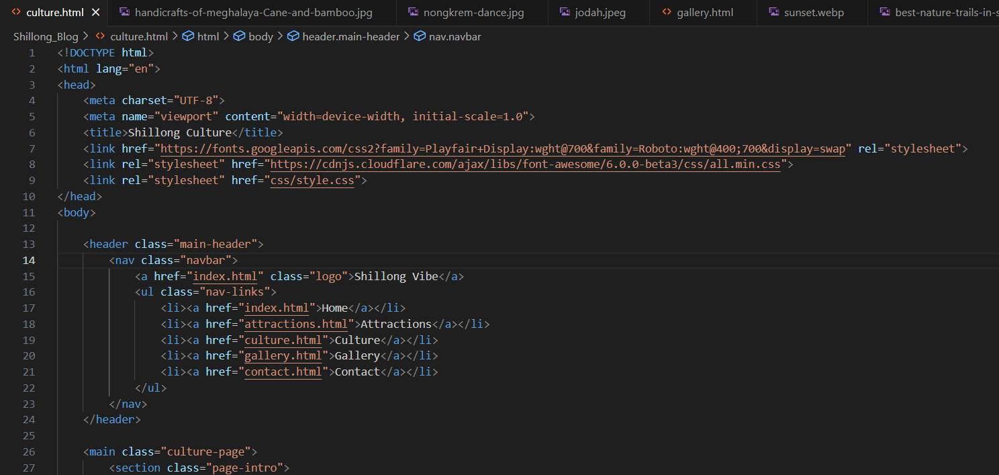 culture.html handicrafts-of-meghalaya-Cane-and-bamboo.jpg nongkrem-dance.jpg jodah.jpeg gallery.html sunset.webp best-nature-trails-in-s
Shillong_Blog > culture.html > html > body > header.main-header > nav.navbar
1 <!DOCTYPE html>
2 <html lang="en">
3 <head>
4 <meta charset="UTF-8">
5 <meta name="viewport" content="width=device-width, initial-scale=1.0">
6 <title>Shillong Culture</title>
7 <link href="https://fonts.googleapis.com/css2?family=Playfair+Display:wght@700&family=Roboto:wght@400;700&display=swap" rel="stylesheet">
8 <link rel="stylesheet" href="https://cdnjs.cloudflare.com/ajax/libs/font-awesome/6.0.0-beta3/css/all.min.css">
9 <link rel="stylesheet" href="css/style.css">
10 </head>
11 <body>
12
13 <header class="main-header">
14 <nav class="navbar">
15 <a href="index.html" class="logo">Shillong Vibe</a>
16 <ul class="nav-links">
17 <li><a href="index.html">Home</a></li>
18 <li><a href="attractions.html">Attractions</a></li>
19 <li><a href="culture.html">Culture</a></li>
20 <li><a href="gallery.html">Gallery</a></li>
21 <li><a href="contact.html">Contact</a></li>
22 </ul>
23 </nav>
24 </header>
25
26 <main class="culture-page">
27 <section class="page-intro">